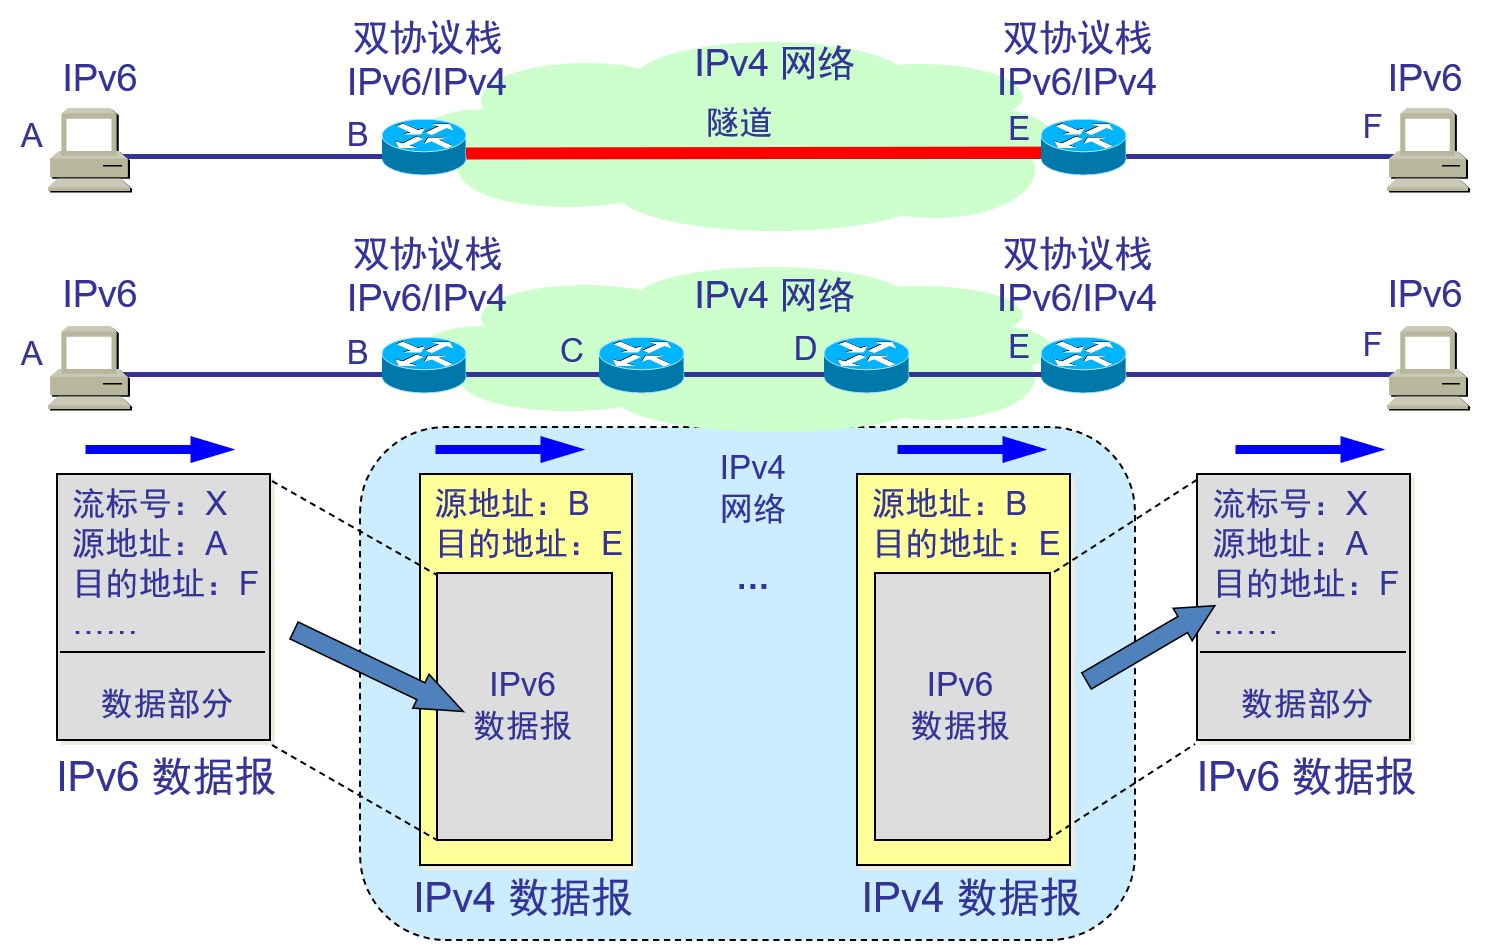 双协议栈
IPv6/IPv4
IPv4 网络
双协议栈
IPv6/IPv4
IPv6
IPv6
隧道
A
B
E
F
双协议栈
IPv6/IPv4
IPv4 网络
双协议栈
IPv6/IPv4
IPv6
IPv6
A
B
C
D
E
F
流标号：X
源地址：A
目的地址：F
……
数据部分
IPv6 数据报
源地址：B
目的地址：E
IPv6
数据报
IPv4 数据报
IPv4
网络
...
源地址：B
目的地址：E
IPv6
数据报
IPv4 数据报
流标号：X
源地址：A
目的地址：F
……
数据部分
IPv6 数据报